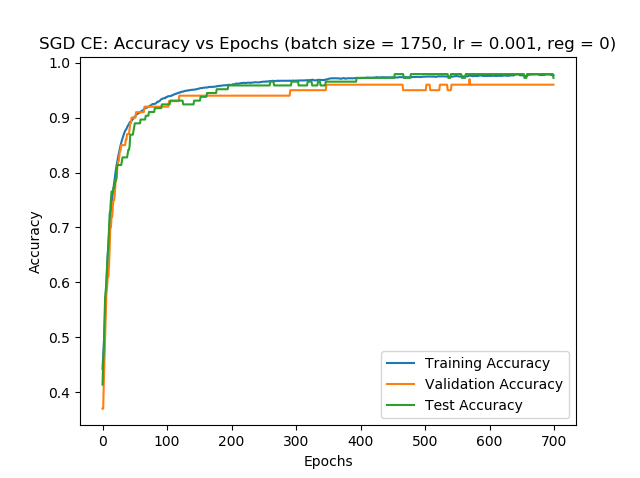 SGD CE: Accuracy vs Epochs (batch size = 1750, lr = 0.001, reg = 0)
1.0
0.9
0.8
0.7
0.6
0.5
0.4
Accuracy
Training Accuracy
Validation Accuracy
Test Accuracy
0 100 200 300 400 500 600 700
Epochs